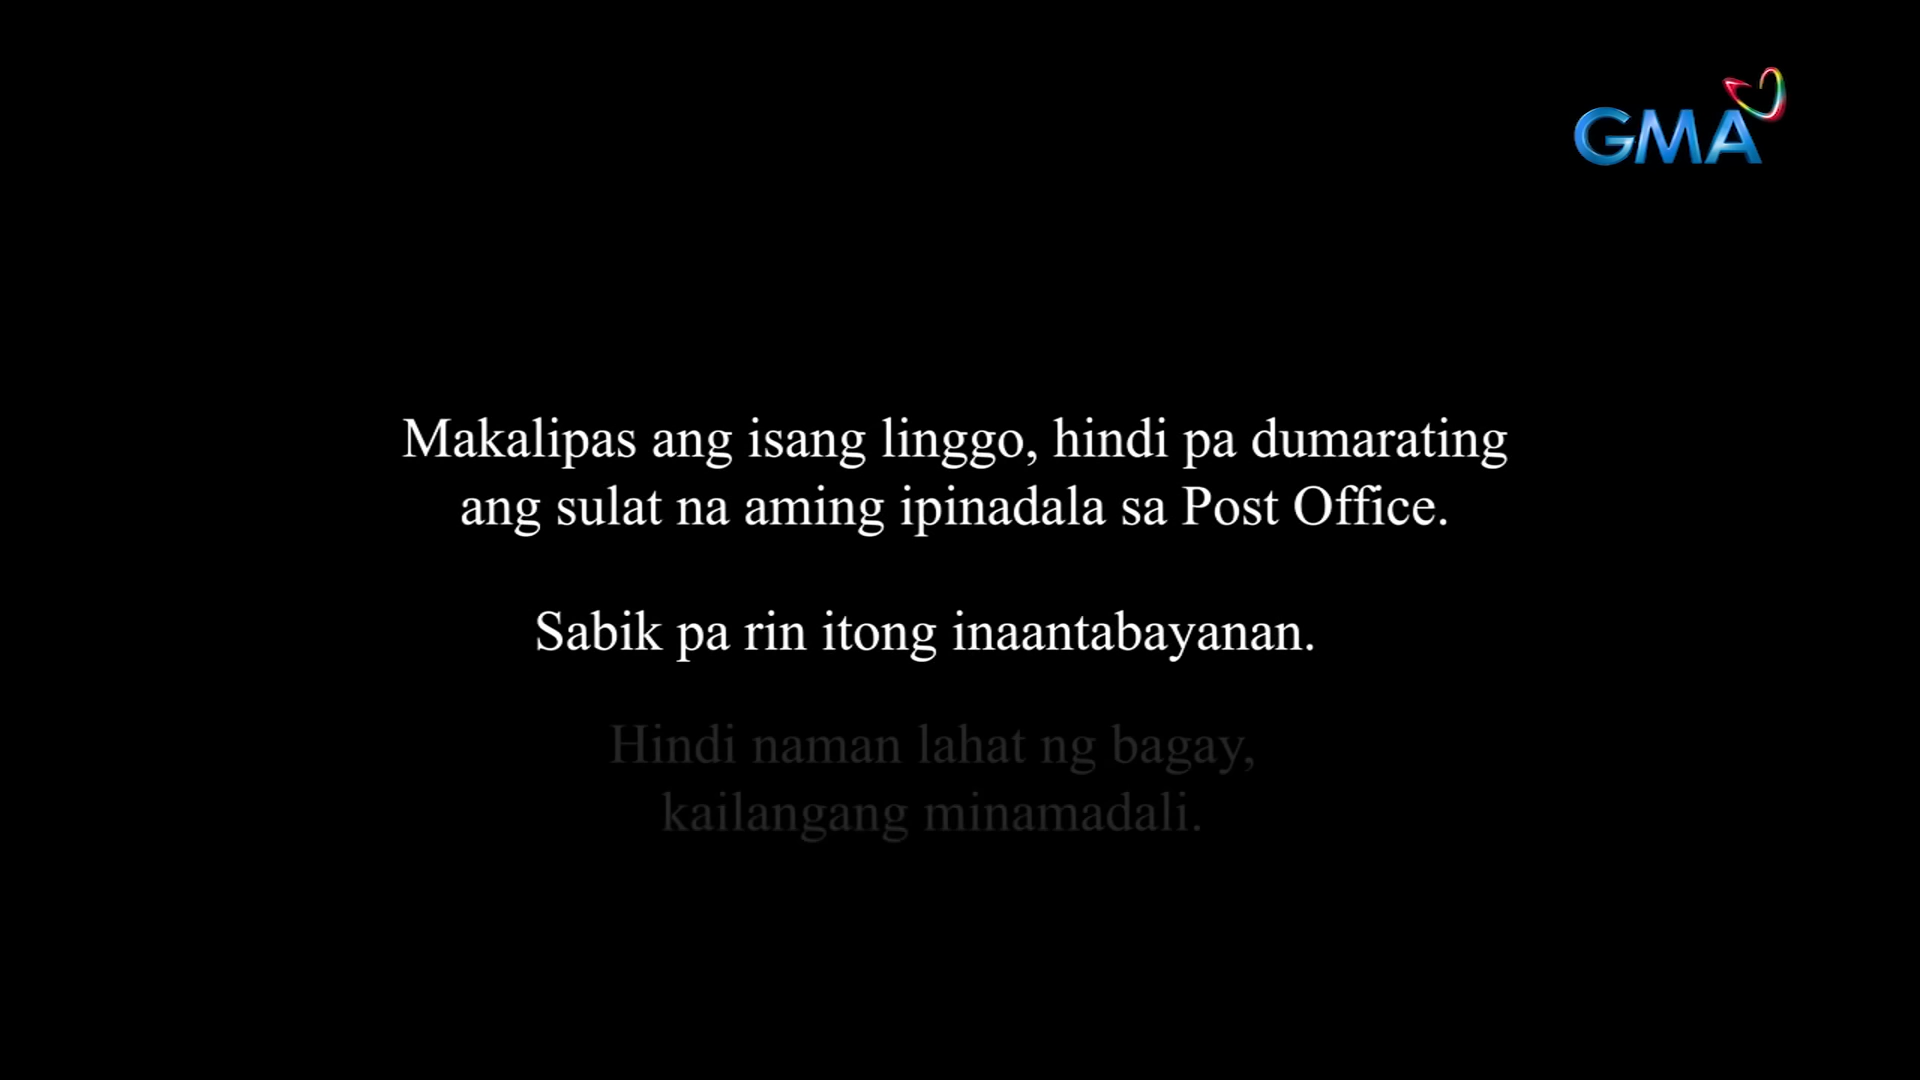 GMA
Makalipas ang isang linggo, hindi pa dumarating
ang sulat na aming ipinadala sa Post Office.
Sabik pa rin itong inaantabayanan.
Hindi naman lahat ng bagay,
kailangang minamadali.